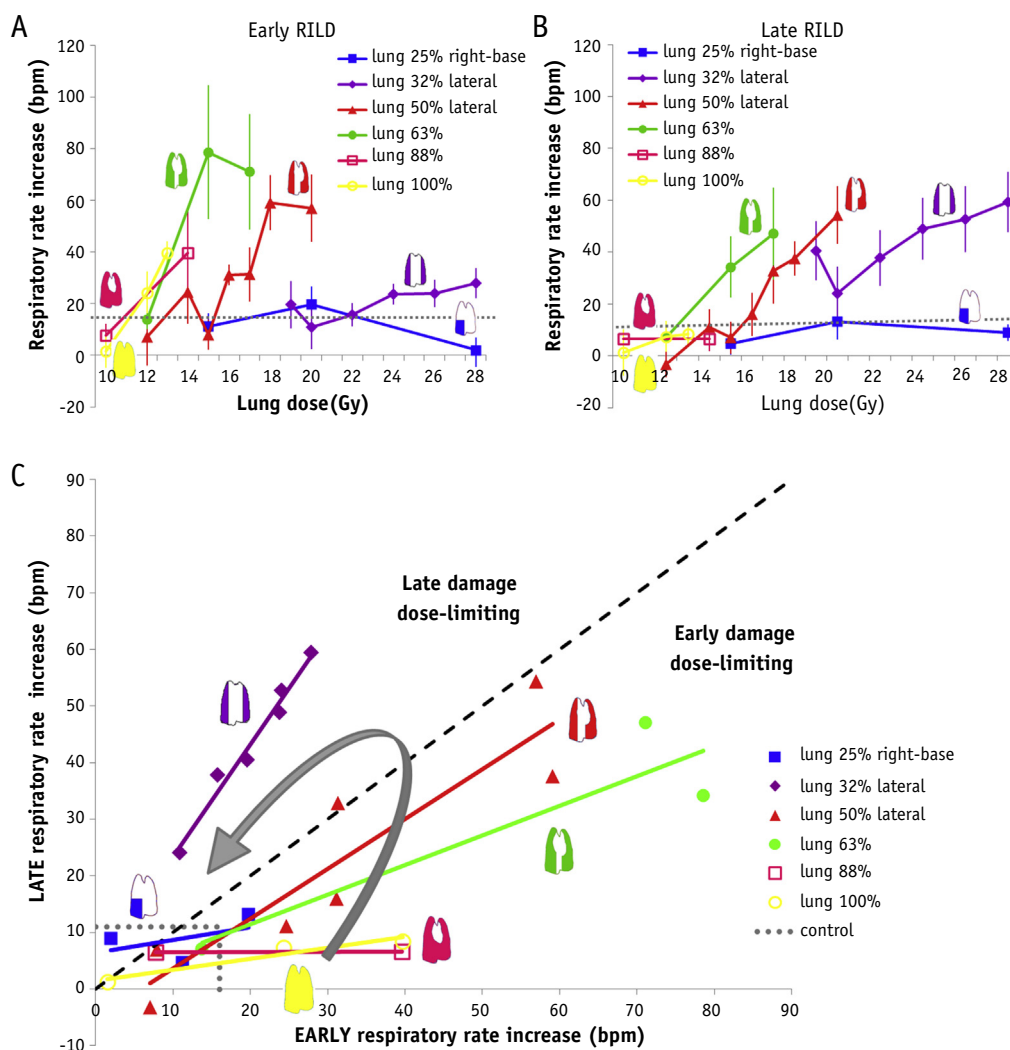 A
Early RILD
Respiratory rate increase (bpm)
120
100
80
60
40
20
0
-20
10
12
14
16
18
20
22
24
26
28
Lung dose(Gy)
lung 25% right-base
lung 32% lateral
lung 50% lateral
lung 63%
lung 88%
lung 100%
B
Late RILD
Respiratory rate increase (bpm)
120
100
80
60
40
20
0
-20
10
12
14
16
18
20
22
24
26
28
Lung dose(Gy)
lung 25% right-base
lung 32% lateral
lung 50% lateral
lung 63%
lung 88%
lung 100%
C
LATE respiratory rate increase (bpm)
90
80
70
60
50
40
30
20
10
0
-10
0
10
20
30
40
50
60
70
80
90
EARLY respiratory rate increase (bpm)
Late damage
dose-limiting
Early damage
dose-limiting
lung 25% right-base
lung 32% lateral
lung 50% lateral
lung 63%
lung 88%
lung 100%
control